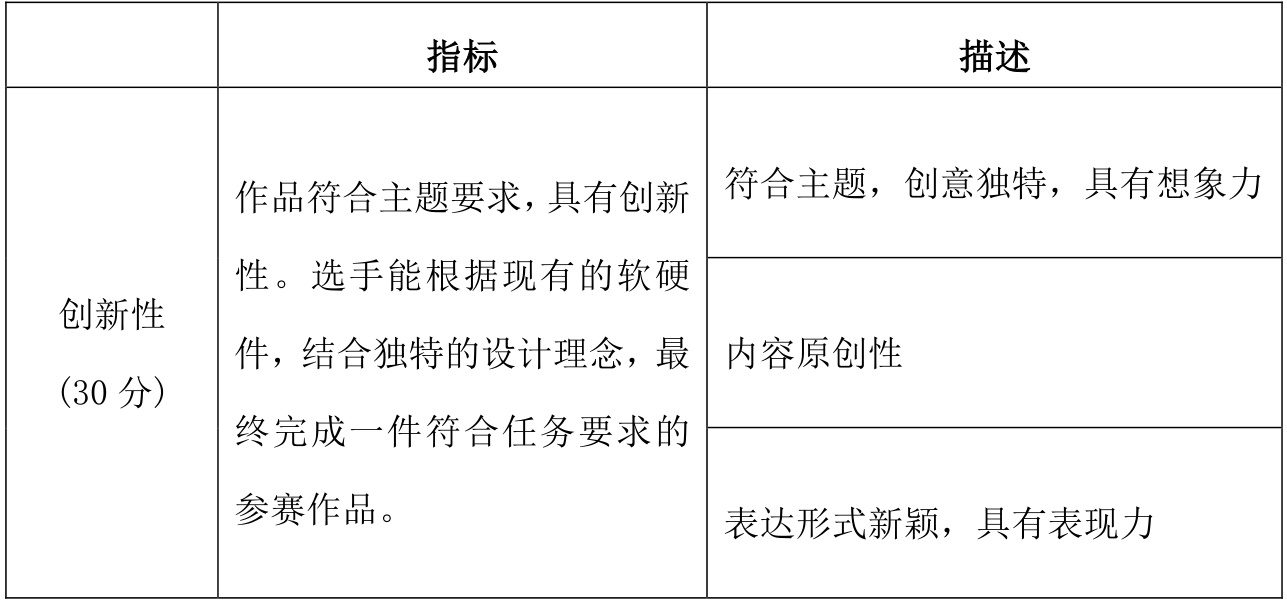 指标
描述
创新性
(30 分)
作品符合主题要求，具有创新
性。选手能根据现有的软硬
件，结合独特的设计理念，最
终完成一件符合任务要求的
参赛作品。
符合主题，创意独特，具有想象力
内容原创性
表达形式新颖，具有表现力